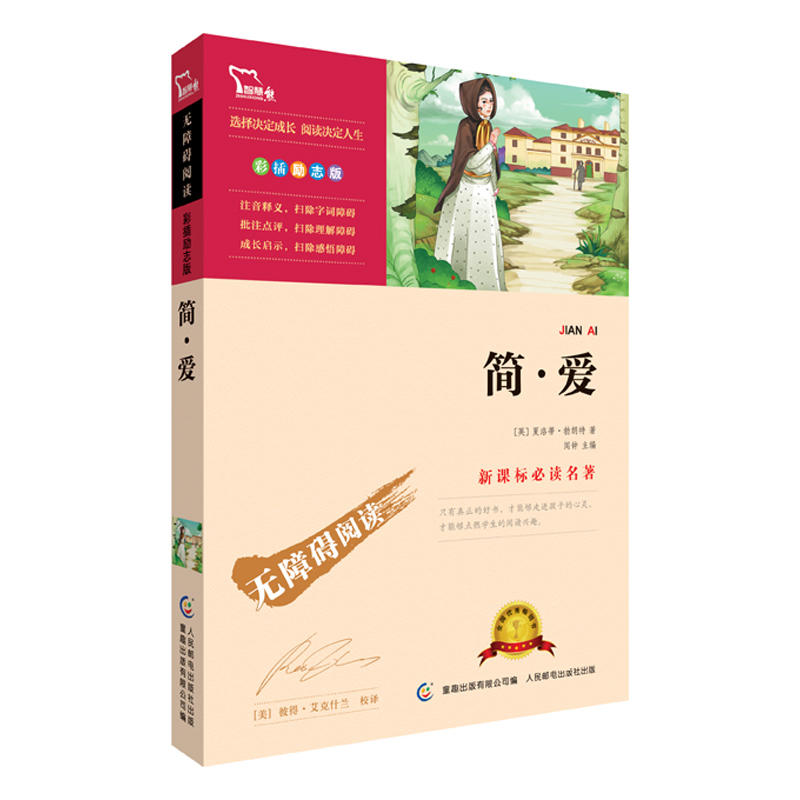 智慧熊
无障碍阅读
彩插励志版
简·爱
人民邮电出版社出版
童趣出版有限公司编
智慧熊
选择决定成长 阅读决定人生
彩插励志版
注音释义，扫除字词障碍
批注点评，扫除理解障碍
成长启示，扫除感悟障碍
JIAN AI
简·爱
[英] 夏洛蒂·勃朗特 著
闻钟 主编
新课标必读名著
只有真正的好书，才能够走进孩子的心灵，
才能够点燃学生的阅读兴趣。
无障碍阅读
[美] 彼得·艾克什兰 校译
童趣出版有限公司编 人民邮电出版社出版